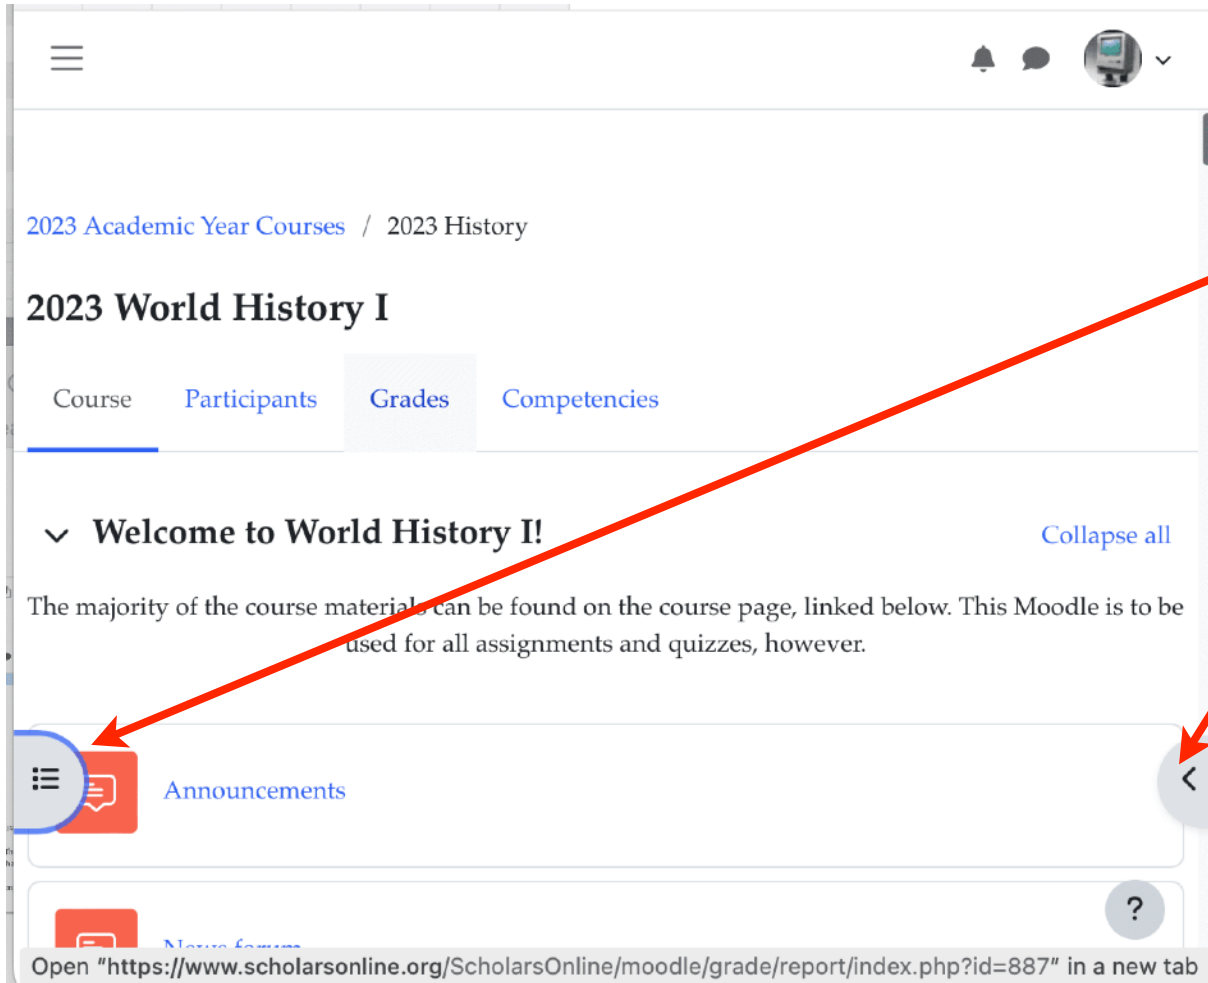 2023 Academic Year Courses / 2023 History
2023 World History I
Course Participants Grades Competencies
Welcome to World History I!
Collapse all
The majority of the course materials can be found on the course page, linked below. This Moodle is to be
used for all assignments and quizzes, however.
Announcements
?
News forum
Open "https://www.scholarsonline.org/ScholarsOnline/moodle/grade/report/index.php?id=887" in a new tab